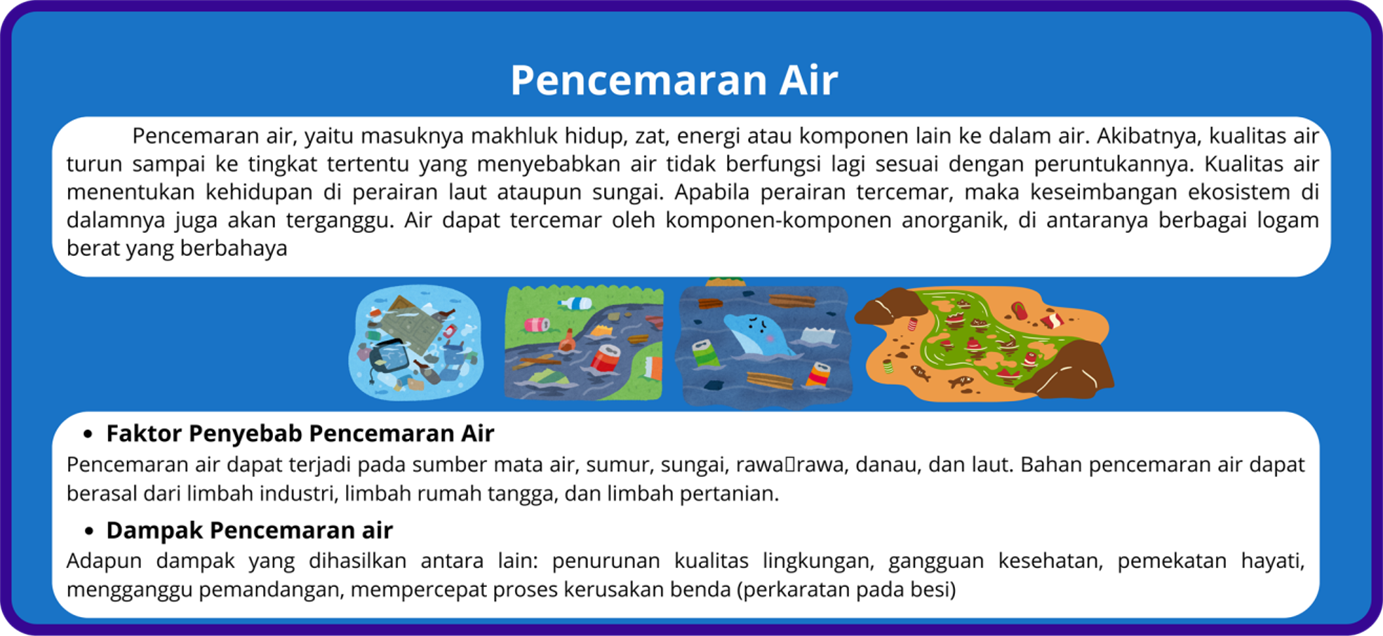 Pencemaran Air
Pencemaran air, yaitu masuknya makhluk hidup, zat, energi atau komponen lain ke dalam air. Akibatnya, kualitas air
turun sampai ke tingkat tertentu yang menyebabkan air tidak berfungsi lagi sesuai dengan peruntukannya. Kualitas air
menentukan kehidupan di perairan laut ataupun sungai. Apabila perairan tercemar, maka keseimbangan ekosistem di
dalamnya juga akan terganggu. Air dapat tercemar oleh komponen-komponen anorganik, di antaranya berbagai logam
berat yang berbahaya
• Faktor Penyebab Pencemaran Air
Pencemaran air dapat terjadi pada sumber mata air, sumur, sungai, rawa▯rawa, danau, dan laut. Bahan pencemaran air dapat
berasal dari limbah industri, limbah rumah tangga, dan limbah pertanian.
• Dampak Pencemaran air
Adapun dampak yang dihasilkan antara lain: penurunan kualitas lingkungan, gangguan kesehatan, pemekatan hayati,
mengganggu pemandangan, mempercepat proses kerusakan benda (perkaratan pada besi)